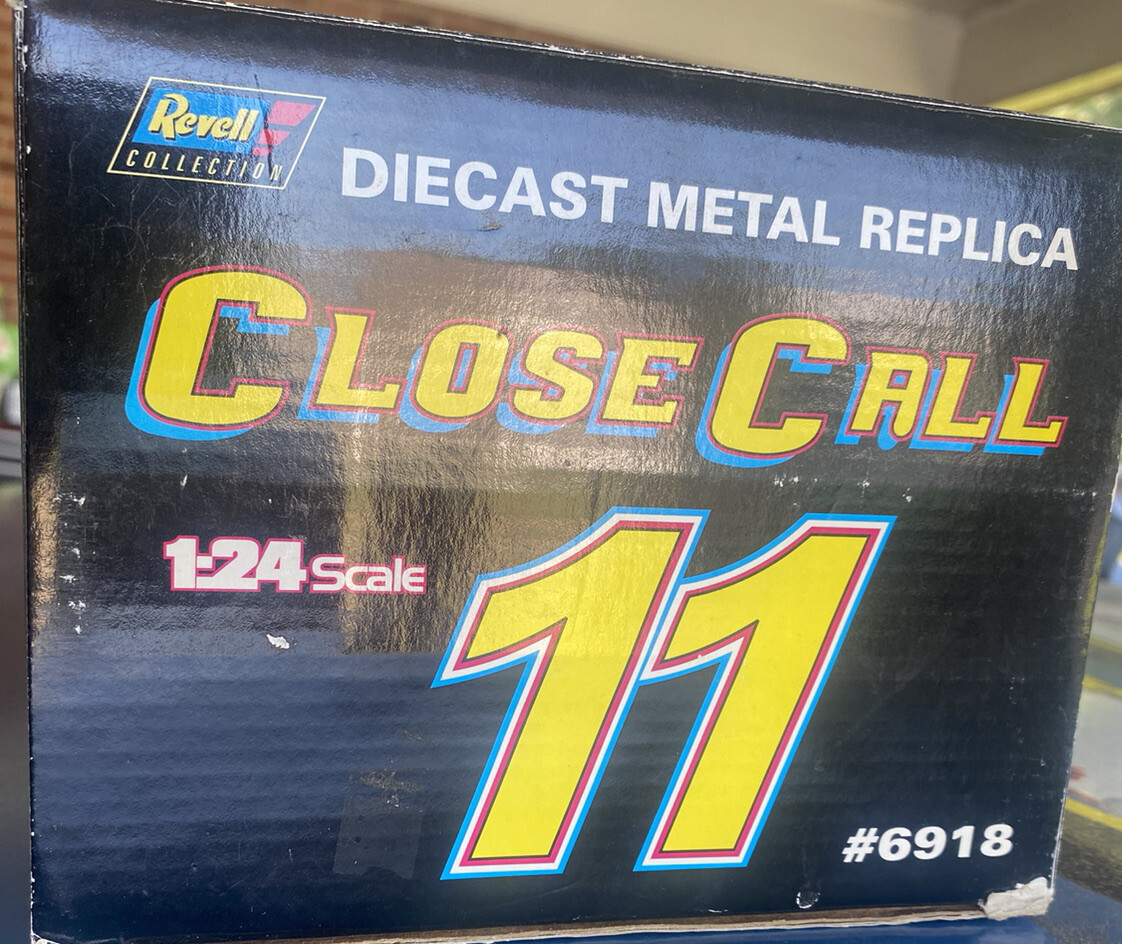 Revell
COLLECTION
DIECAST METAL REPLICA
CLOSE CALL
1:24 Scale
11
#6918